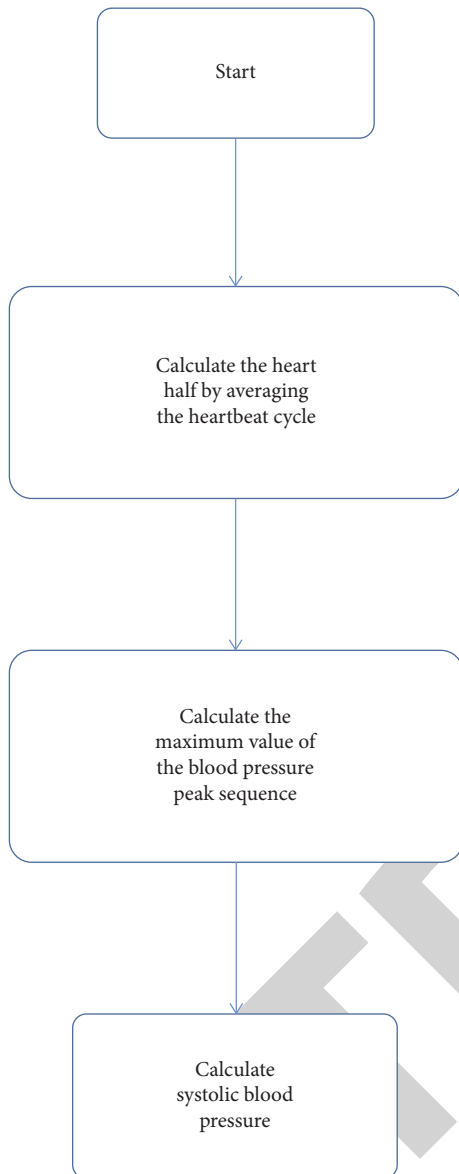 Start
Calculate the heart
half by averaging
the heartbeat cycle
Calculate the
maximum value of
the blood pressure
peak sequence
Calculate
systolic blood
pressure